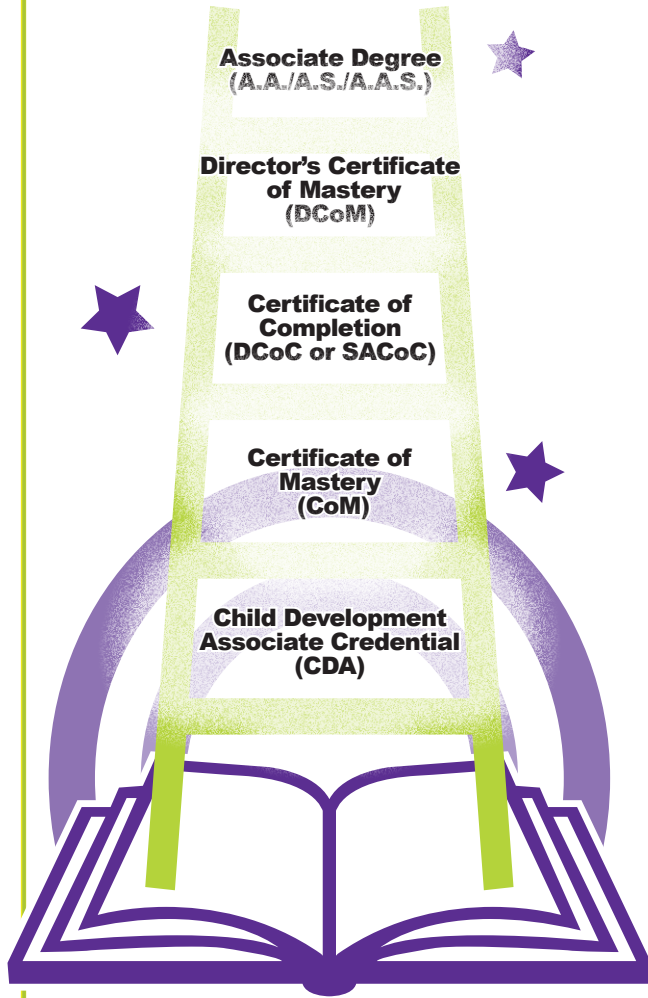 Associate Degree
(A.A./A.S./A.A.S.)
Director’s Certificate
of Mastery
(DCoM)
Certificate of
Completion
(DCoC or SACoC)
Certificate of
Mastery
(CoM)
Child Development
Associate Credential
(CDA)